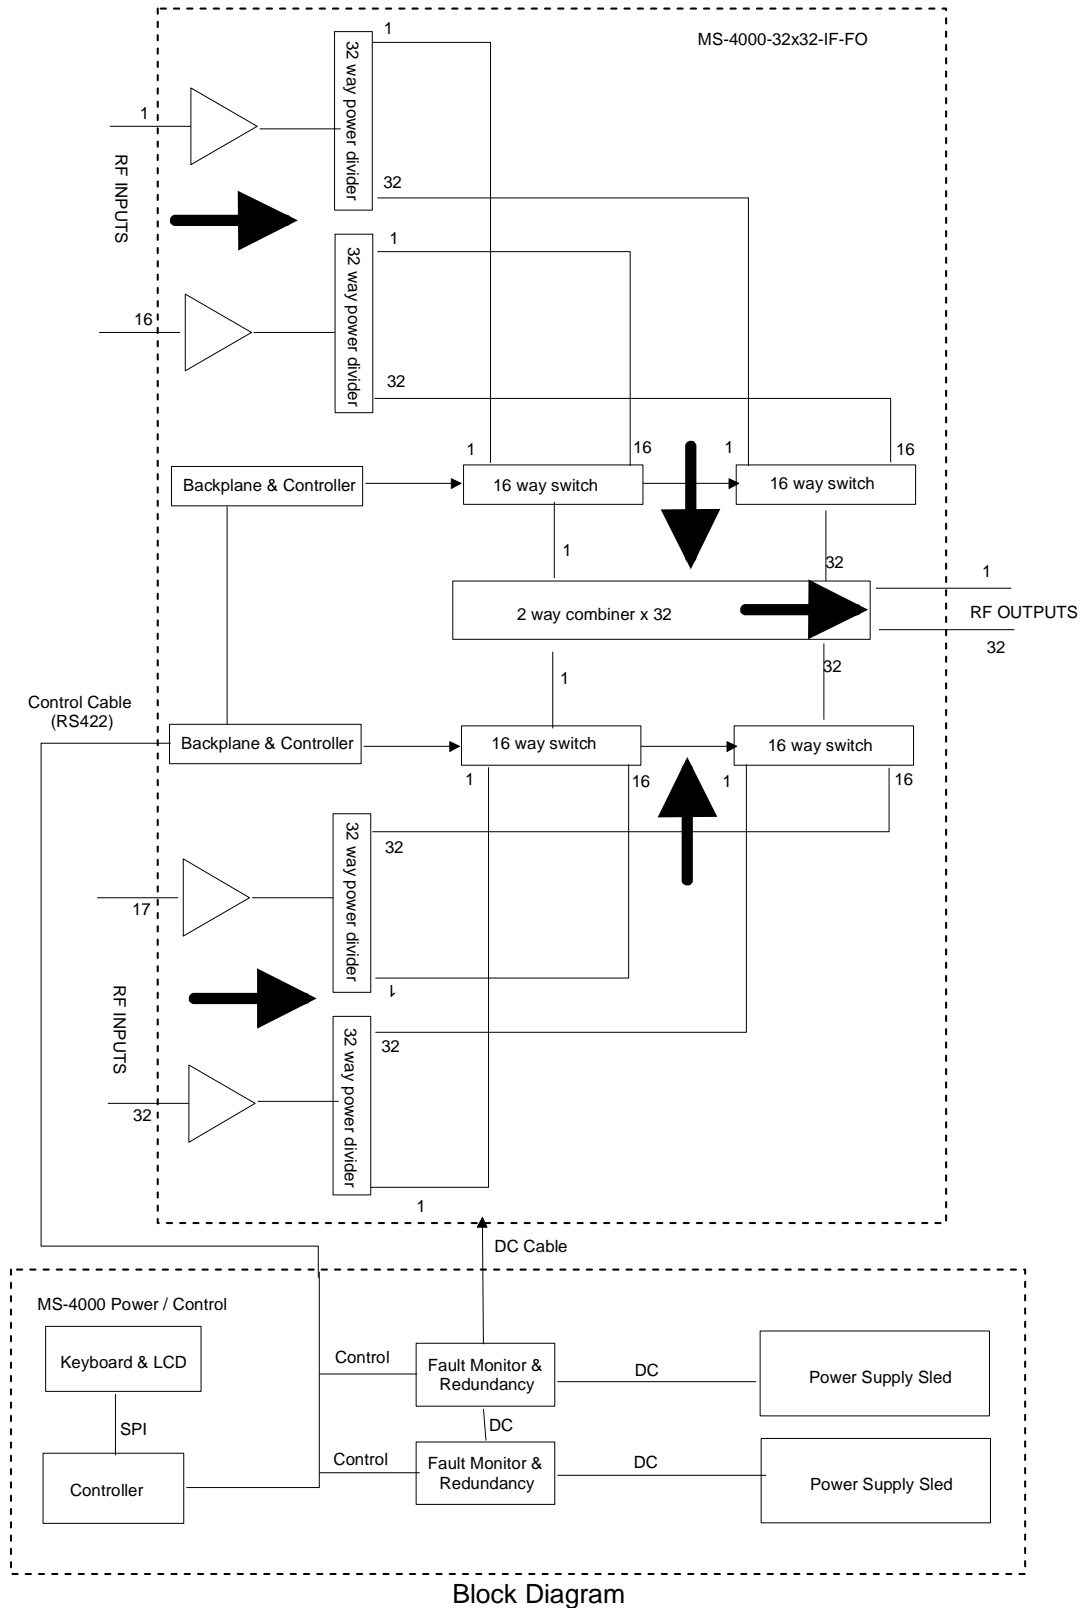 MS-4000-32x32-IF-FO
1
32 way power divider
1
RF INPUTS
32
1
32 way power divider
16
32
1
16
1
16
Backplane & Controller
16 way switch
16 way switch
1
32
1
2 way combiner x 32
RF OUTPUTS
32
1
32
Control Cable
(RS422)
Backplane & Controller
16 way switch
16 way switch
1
16
1
16
32 way power divider
32
17
1
RF INPUTS
32 way power divider
32
32
1
DC Cable
MS-4000 Power / Control
Keyboard & LCD
Control
Fault Monitor &
Redundancy
DC
Power Supply Sled
SPI
DC
Controller
Control
Fault Monitor &
Redundancy
DC
Power Supply Sled
Block Diagram